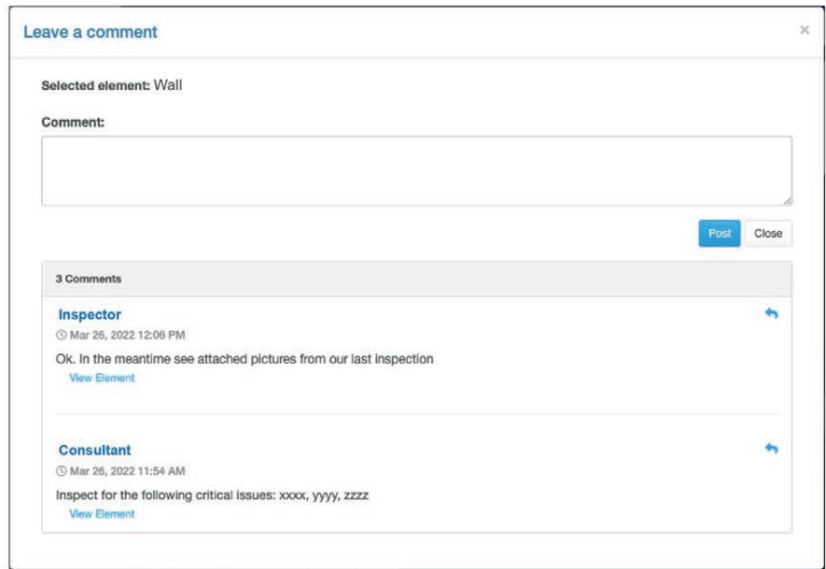 Leave a comment
×
Selected element: Wall
Comment:
Post Close
3 Comments
Inspector
Mar 26, 2022 12:06 PM
Ok. In the meantime see attached pictures from our last inspection
View Element
Consultant
Mar 26, 2022 11:54 AM
Inspect for the following critical issues: xxxx, yyyy, zzzz
View Element